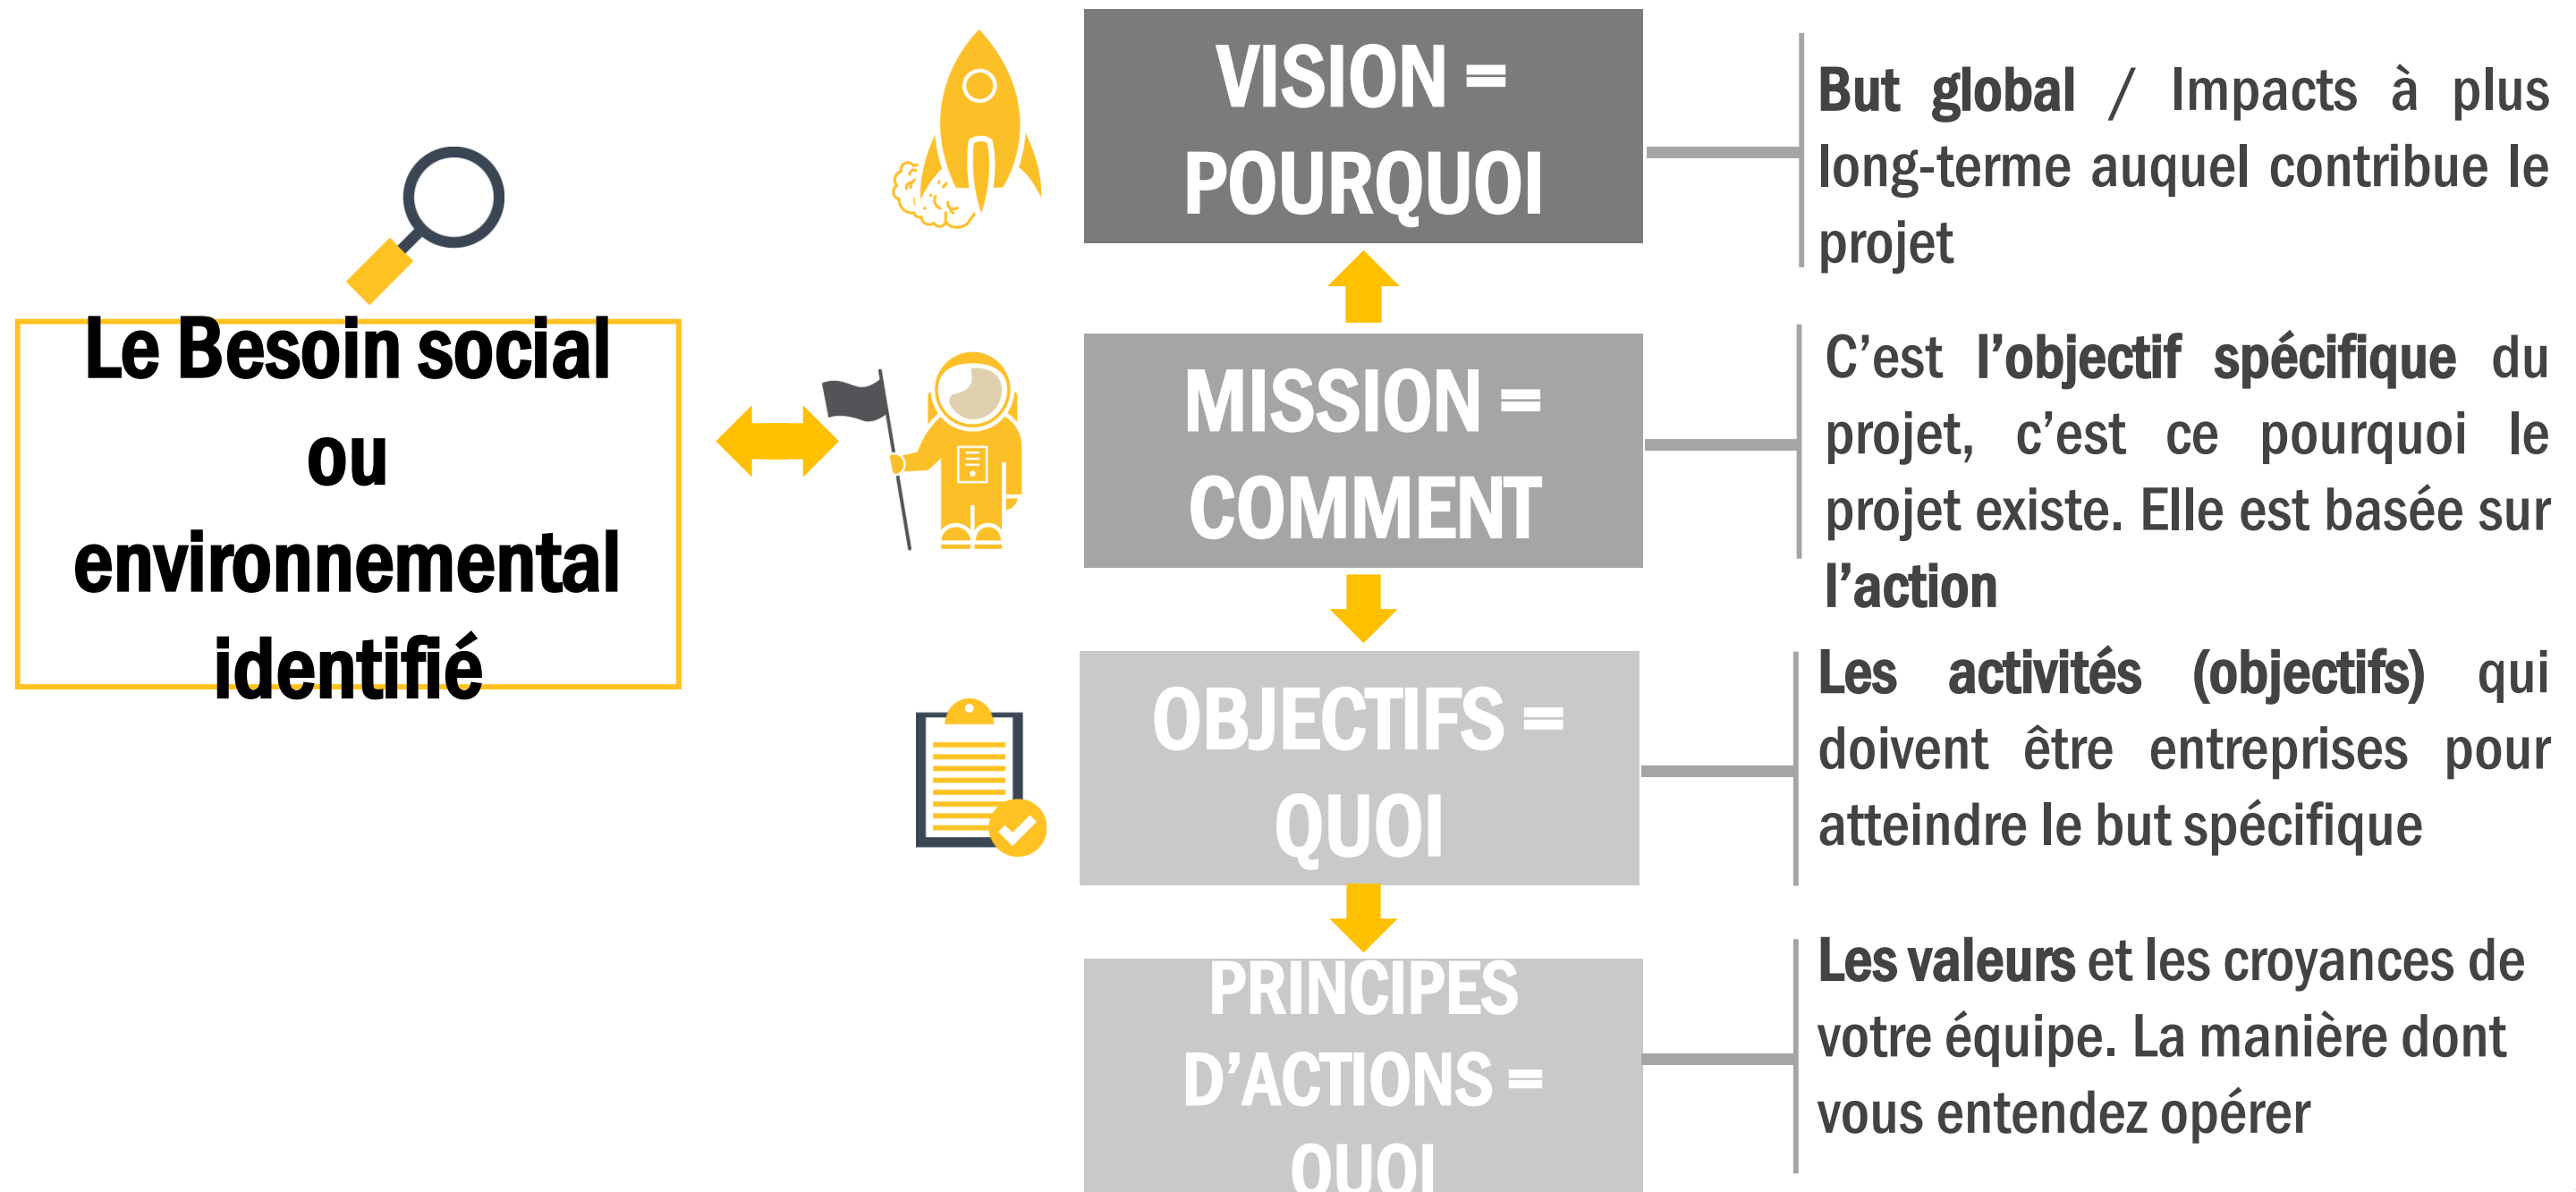 Le Besoin social
ou
environnemental
identifié
VISION =
POURQUOI
But global / Impacts à plus
long-terme auquel contribue le
projet
MISSION =
COMMENT
C’est l’objectif spécifique du
projet, c’est ce pourquoi le
projet existe. Elle est basée sur
l’action
OBJECTIFS =
QUOI
Les activités (objectifs) qui
doivent être entreprises pour
atteindre le but spécifique
PRINCIPES
D’ACTIONS =
QUOI
Les valeurs et les croyances de
votre équipe. La manière dont
vous entendez opérer